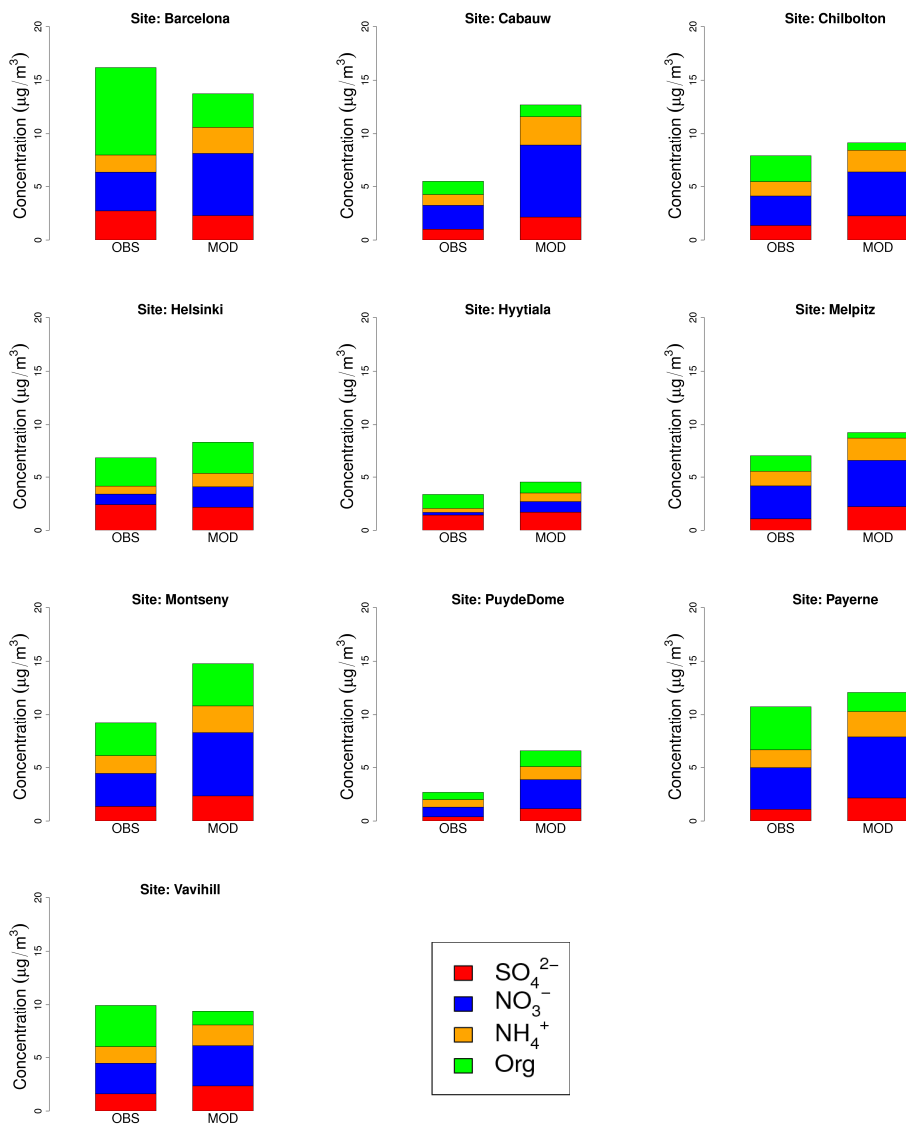 Site: Barcelona
Concentration (μg/m³)
0 5 10 15 20
OBS MOD
Site: Cabauw
Concentration (μg/m³)
0 5 10 15 20
OBS MOD
Site: Chilbolton
Concentration (μg/m³)
0 5 10 15 20
OBS MOD
Site: Helsinki
Concentration (μg/m³)
0 5 10 15 20
OBS MOD
Site: Hyytiala
Concentration (μg/m³)
0 5 10 15 20
OBS MOD
Site: Melpitz
Concentration (μg/m³)
0 5 10 15 20
OBS MOD
Site: Montseny
Concentration (μg/m³)
0 5 10 15 20
OBS MOD
Site: PuydeDome
Concentration (μg/m³)
0 5 10 15 20
OBS MOD
Site: Payerne
Concentration (μg/m³)
0 5 10 15 20
OBS MOD
Site: Vavihill
Concentration (μg/m³)
0 5 10 15 20
OBS MOD
SO₄²⁻
NO₃⁻
NH₄⁺
Org